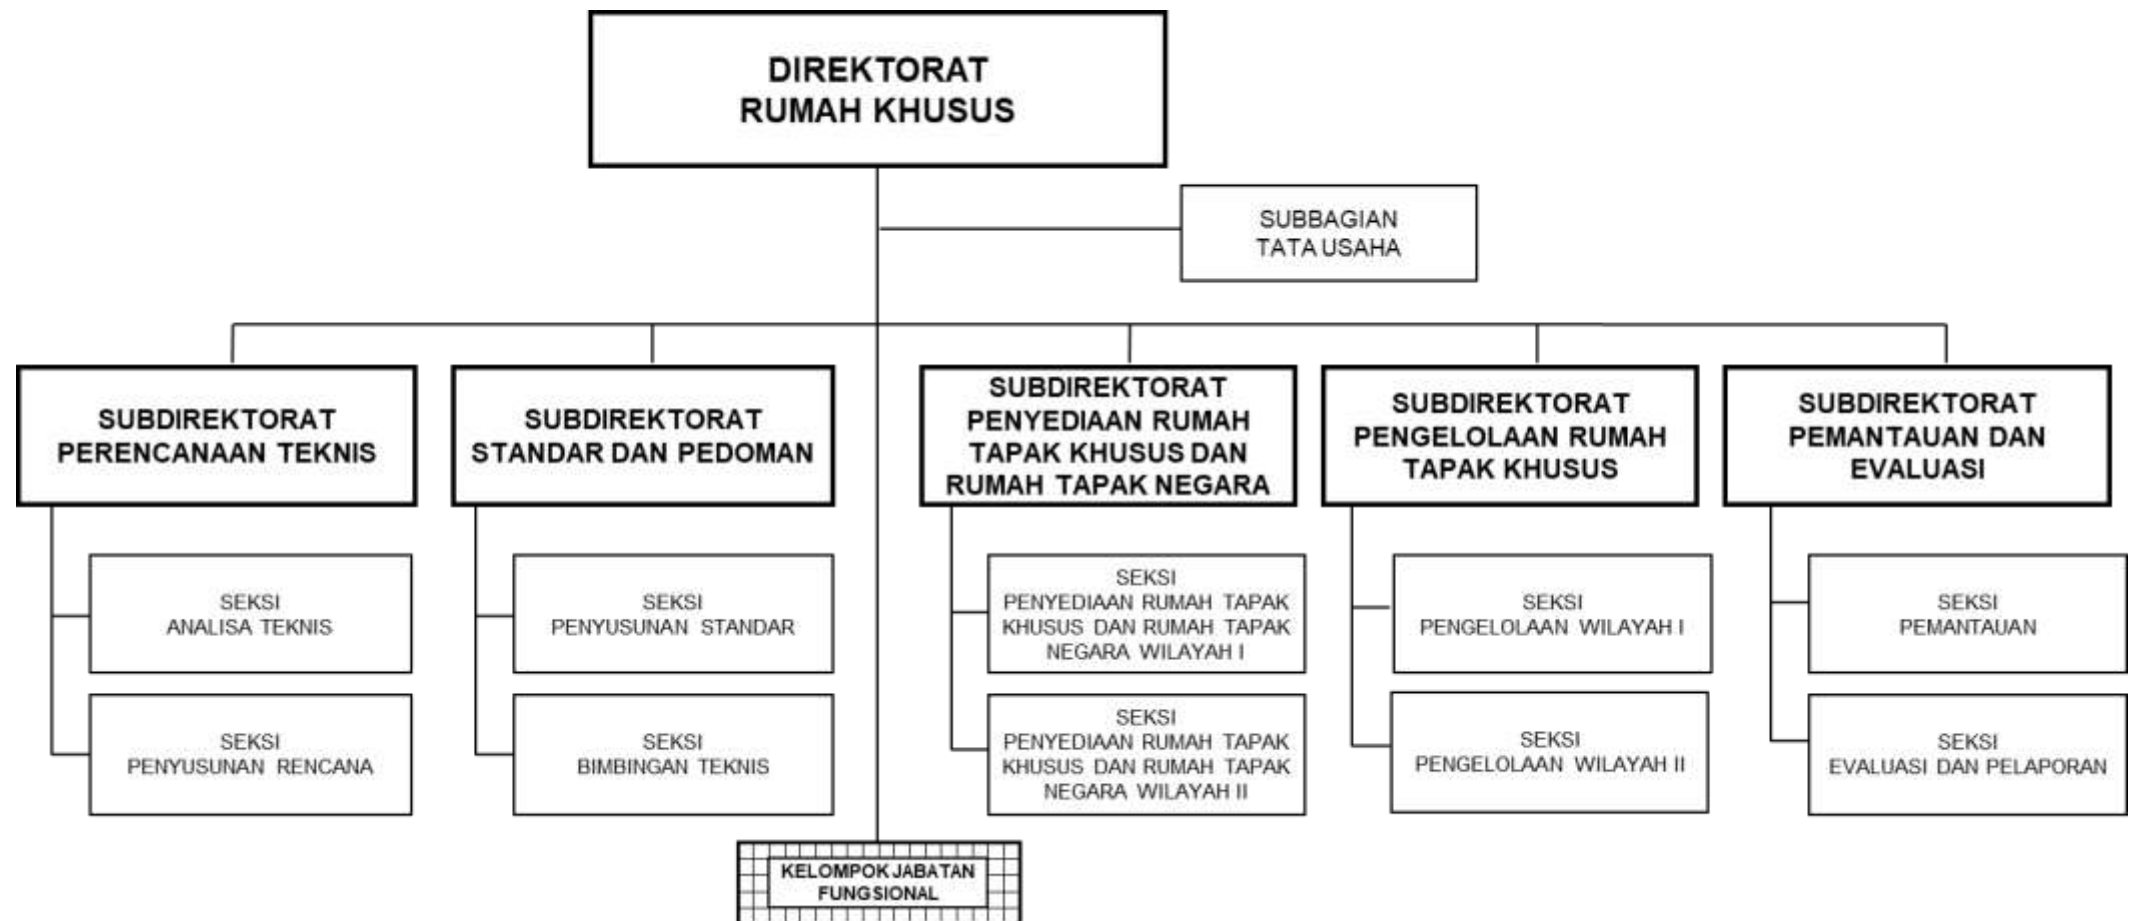 DIREKTORAT
RUMAH KHUSUS
SUBBAGIAN
TATA USAHA
SUBDIREKTORAT
PERENCANAAN TEKNIS
SUBDIREKTORAT
STANDAR DAN PEDOMAN
SUBDIREKTORAT
PENYEDIAAN RUMAH
TAPAK KHUSUS DAN
RUMAH TAPAK NEGARA
SUBDIREKTORAT
PENGELOLAAN RUMAH
TAPAK KHUSUS
SUBDIREKTORAT
PEMANTAUAN DAN
EVALUASI
SEKSI
ANALISA TEKNIS
SEKSI
PENYUSUNAN STANDAR
SEKSI
PENYEDIAAN RUMAH TAPAK
KHUSUS DAN RUMAH TAPAK
NEGARA WILAYAH I
SEKSI
PENGELOLAAN WILAYAH I
SEKSI
PEMANTAUAN
SEKSI
PENYUSUNAN RENCANA
SEKSI
BIMBINGAN TEKNIS
SEKSI
PENYEDIAAN RUMAH TAPAK
KHUSUS DAN RUMAH TAPAK
NEGARA WILAYAH II
SEKSI
PENGELOLAAN WILAYAH II
SEKSI
EVALUASI DAN PELAPORAN
KELOMPOK JABATAN
FUNGSIONAL